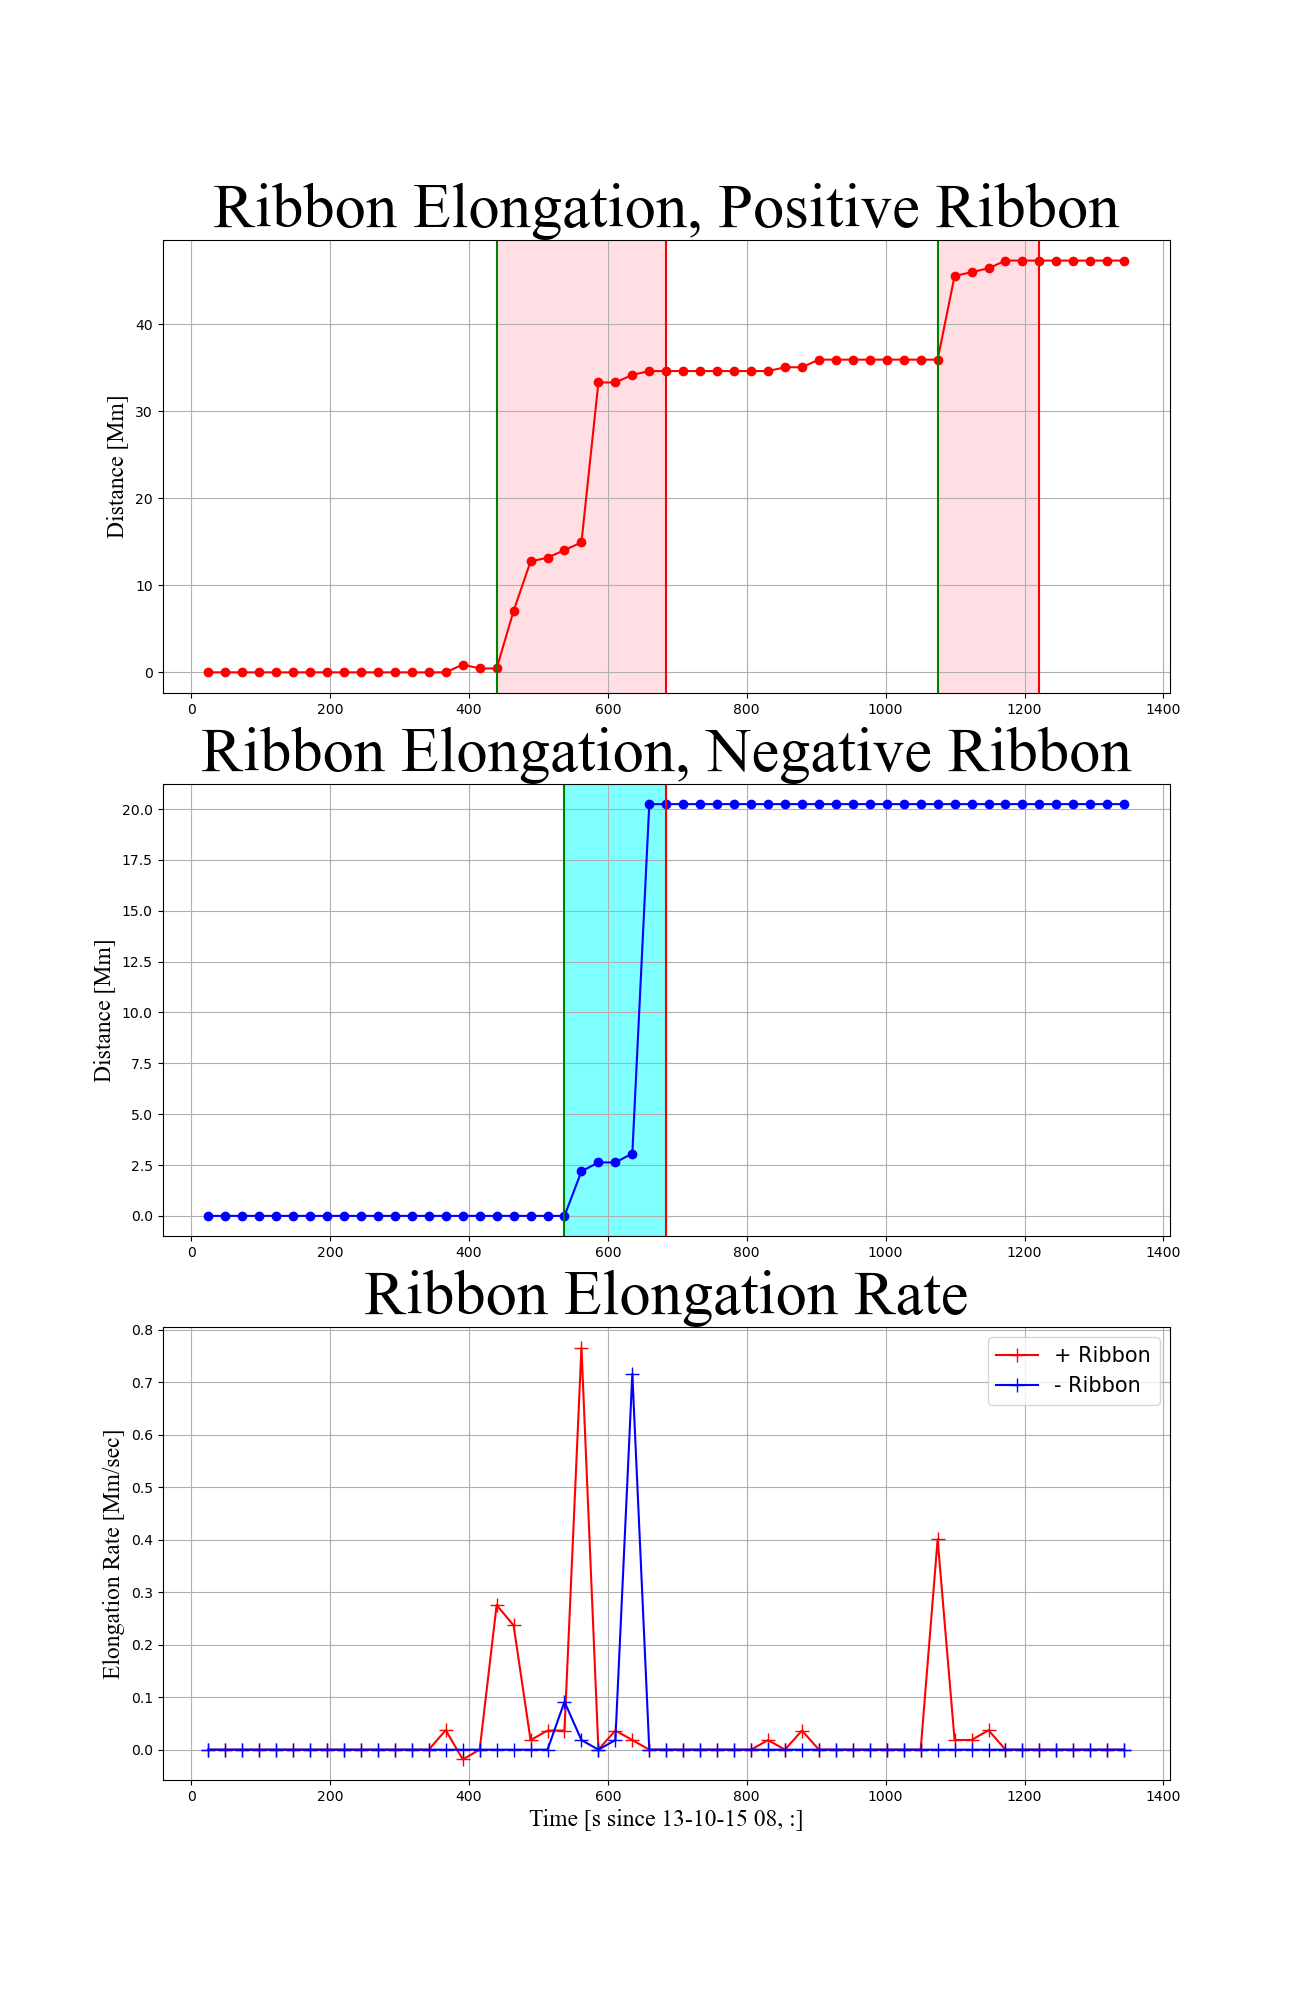 Ribbon Elongation, Positive Ribbon
40
30
20
10
0
Distance [Mm]
0 200 400 600 800 1000 1200 1400
Ribbon Elongation, Negative Ribbon
20.0
17.5
15.0
12.5
10.0
7.5
5.0
2.5
0.0
Distance [Mm]
0 200 400 600 800 1000 1200 1400
Ribbon Elongation Rate
0.8
0.7
0.6
0.5
0.4
0.3
0.2
0.1
0.0
Elongation Rate [Mm/sec]
+ Ribbon
- Ribbon
0 200 400 600 800 1000 1200 1400
Time [s since 13-10-15 08, :]